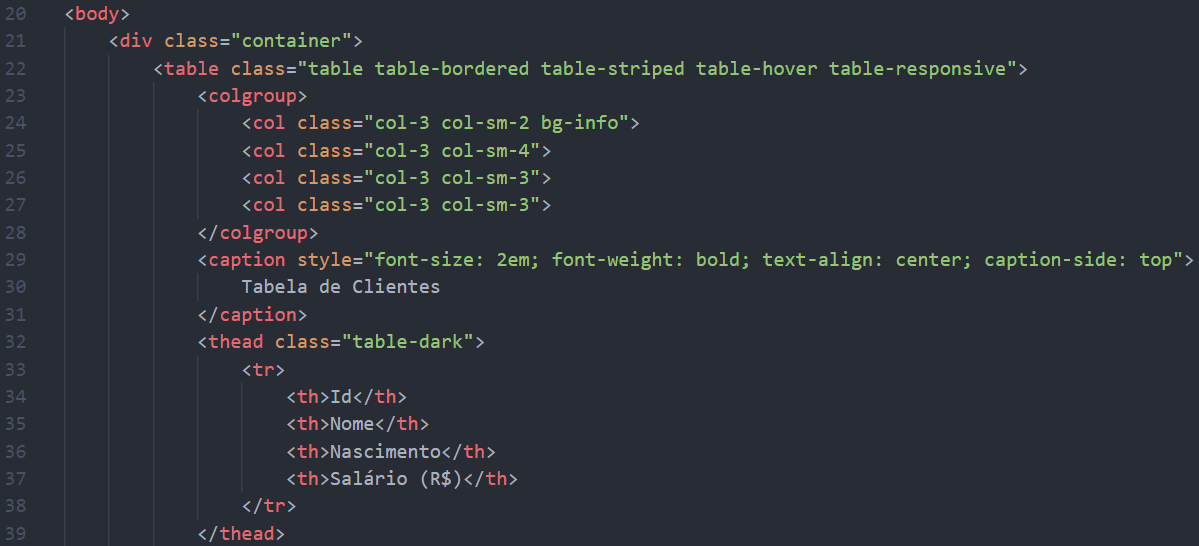 20 <body>
21 <div class="container">
22 <table class="table table-bordered table-striped table-hover table-responsive">
23 <colgroup>
24 <col class="col-3 col-sm-2 bg-info">
25 <col class="col-3 col-sm-4">
26 <col class="col-3 col-sm-3">
27 <col class="col-3 col-sm-3">
28 </colgroup>
29 <caption style="font-size: 2em; font-weight: bold; text-align: center; caption-side: top">
30 Tabela de Clientes
31 </caption>
32 <thead class="table-dark">
33 <tr>
34 <th>Id</th>
35 <th>Nome</th>
36 <th>Nascimento</th>
37 <th>Salário (R$)</th>
38 </tr>
39 </thead>